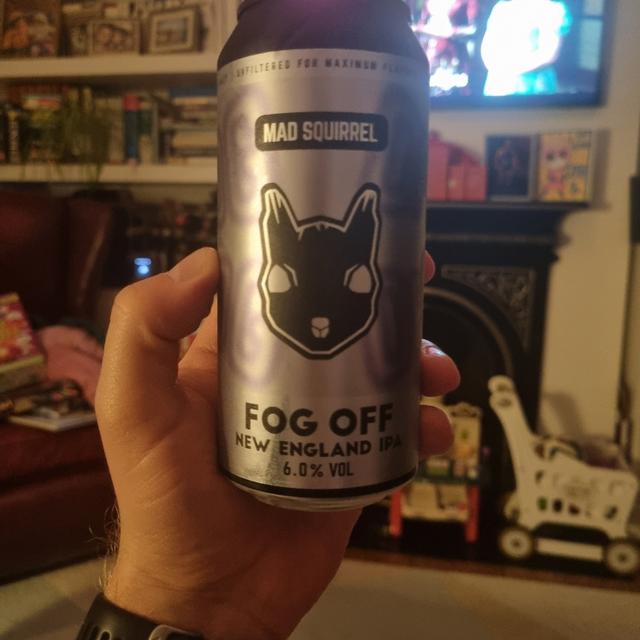 UNFILTERED FOR MAXIMUM
MAD SQUIRREL
FOG OFF
NEW ENGLAND IPA
6.0% VOL